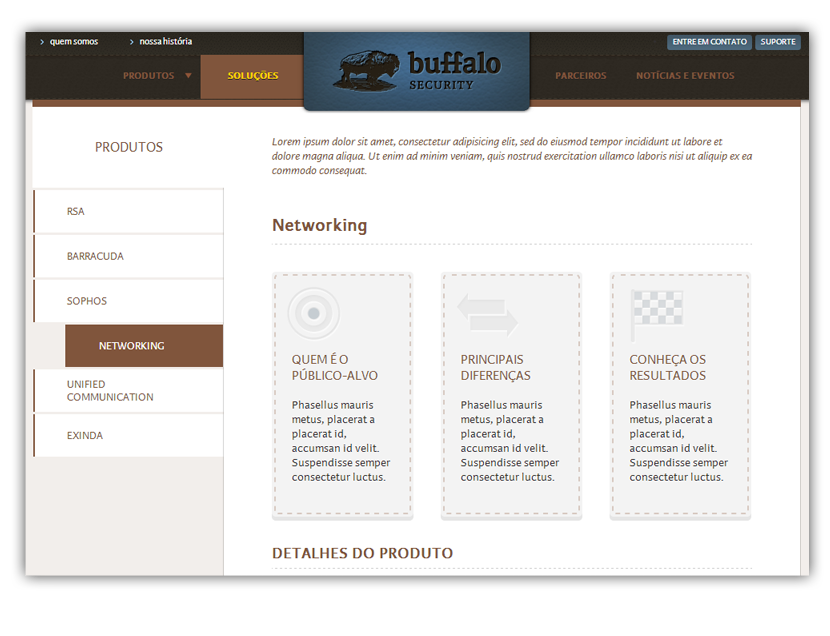 quem somos
nossa história
ENTRE EM CONTATO
SUPORTE
PRODUTOS
SOLUÇÕES
buffalo
SECURITY
PARCEIROS
NOTÍCIAS E EVENTOS
PRODUTOS
RSA
BARRACUDA
SOPHOS
NETWORKING
UNIFIED
COMMUNICATION
EXINDA
Lorem ipsum dolor sit amet, consectetur adipisicing elit, sed do eiusmod tempor incididunt ut labore et
dolore magna aliqua. Ut enim ad minim veniam, quis nostrud exercitation ullamco laboris nisi ut aliquip ex ea
commodo consequat.
Networking
QUEM É O
PÚBLICO-ALVO
Phasellus mauris
metus, placerat a
placerat id,
accumsan id velit.
Suspendisse semper
consectetur luctus.
PRINCIPAIS
DIFERENÇAS
Phasellus mauris
metus, placerat a
placerat id,
accumsan id velit.
Suspendisse semper
consectetur luctus.
CONHEÇA OS
RESULTADOS
Phasellus mauris
metus, placerat a
placerat id,
accumsan id velit.
Suspendisse semper
consectetur luctus.
DETALHES DO PRODUTO